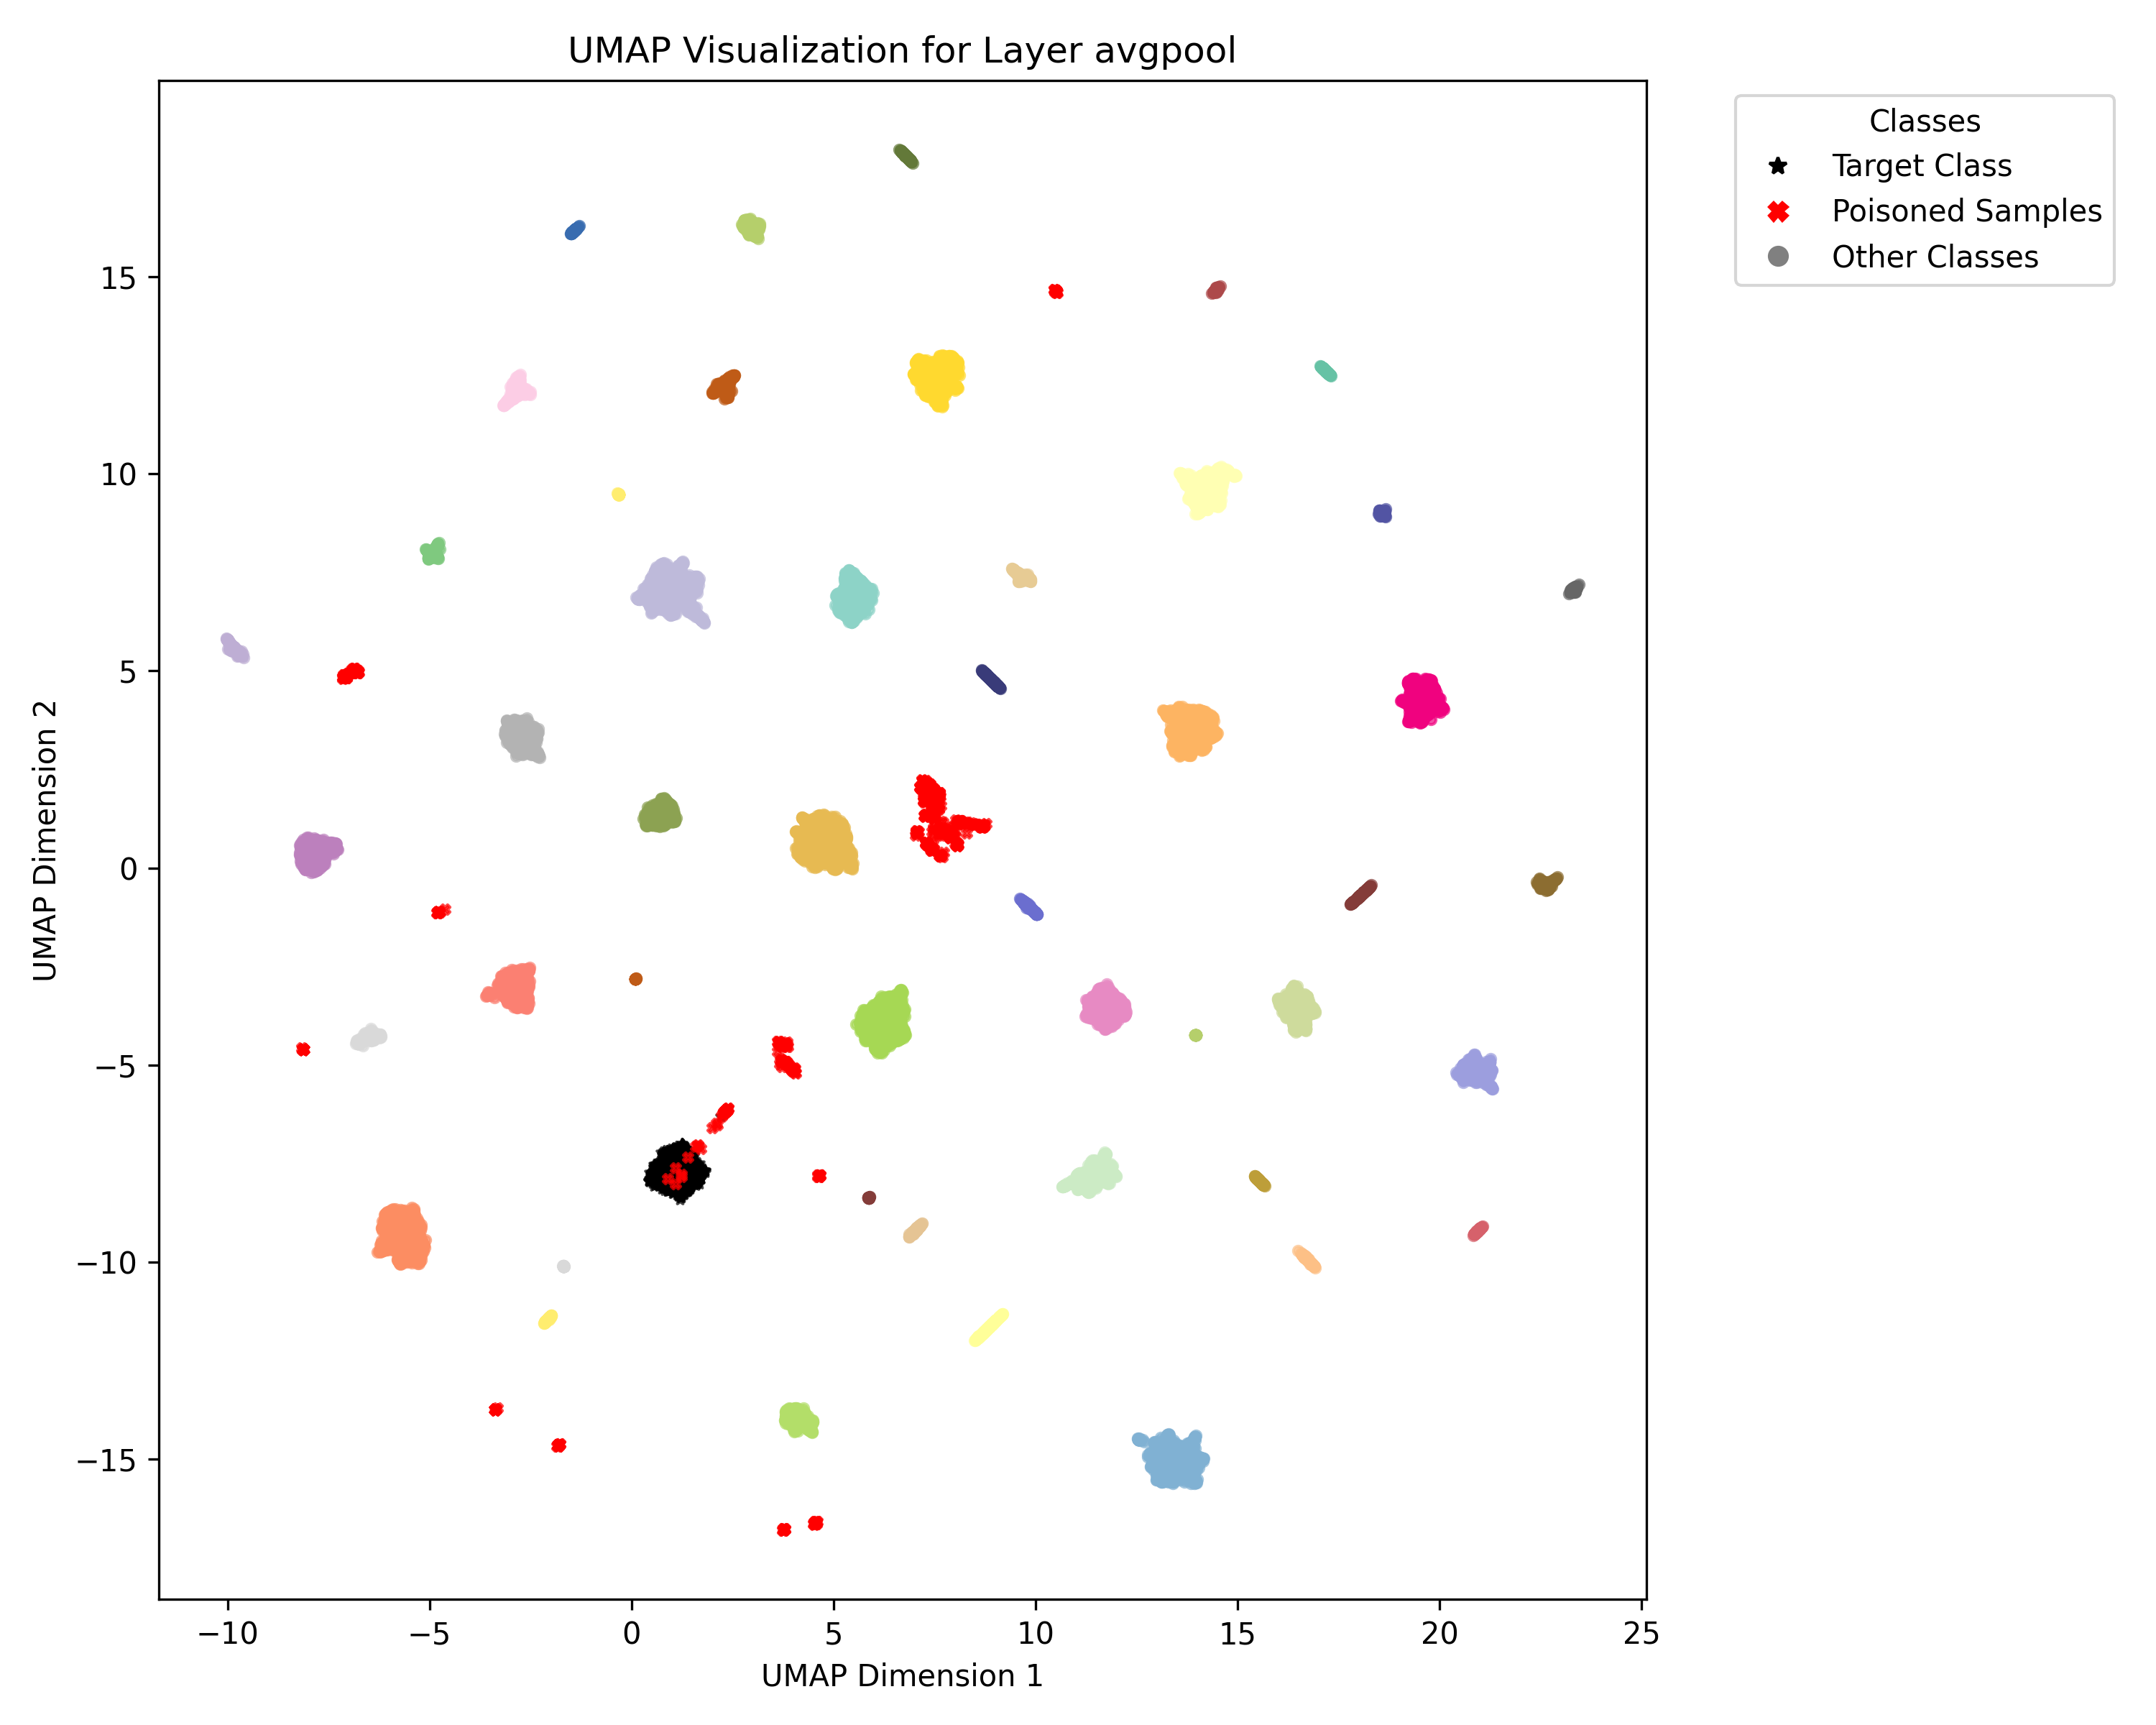 UMAP Visualization for Layer avgpool
Classes
Target Class
Poisoned Samples
Other Classes
UMAP Dimension 2
15
10
5
0
−5
−10
−15
−10
−5
0
5
10
15
20
25
UMAP Dimension 1